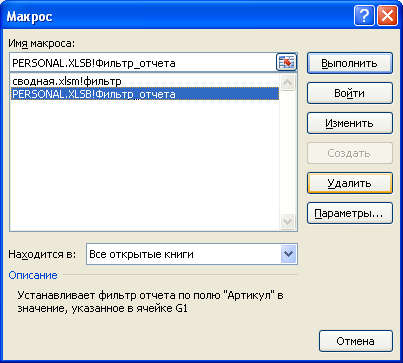 Макрос
Имя макроса:
PERSONAL.XLSB!Фильтр_отчета
Выполнить
сводная.xlsm!фильтр
PERSONAL.XLSB!Фильтр_отчета
Войти
Изменить
Создать
Удалить
Параметры...
Находится в: Все открытые книги
Описание
Устанавливает фильтр отчета по полю "Артикул" в
значение, указанное в ячейке G1
Отмена